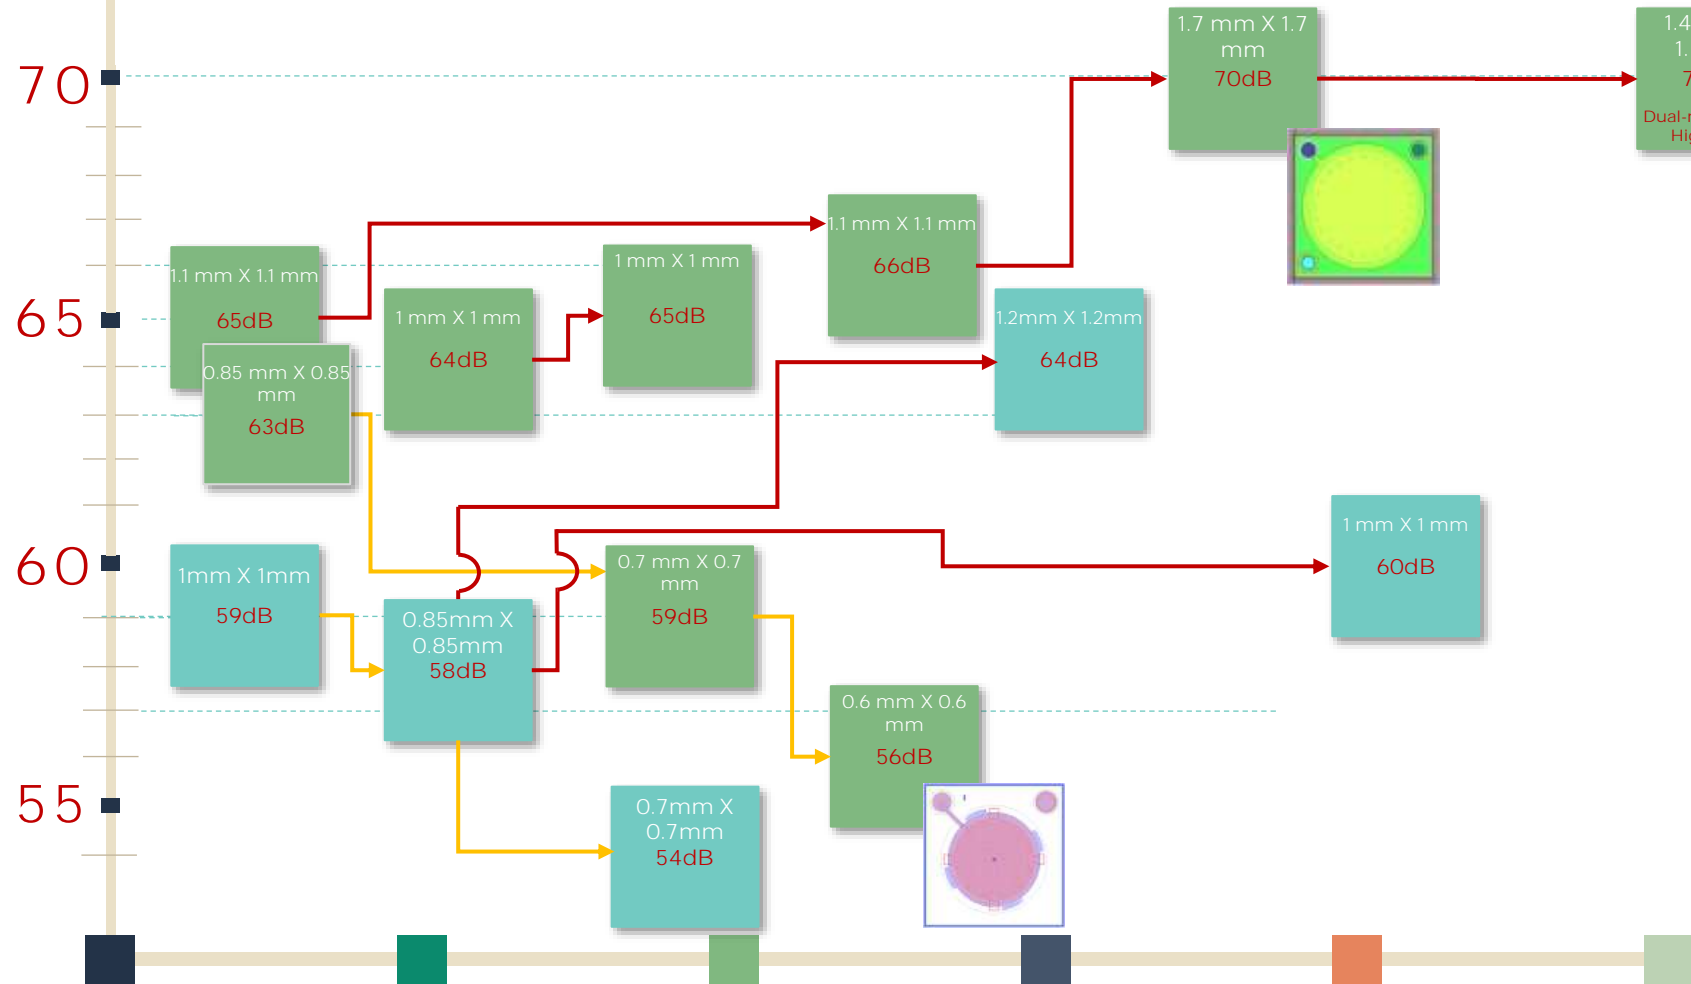 70
65
60
55
1.7 mm X 1.7
mm
70dB
1.1 mm X 1.1 mm
65dB
0.85 mm X 0.85
mm
63dB
1 mm X 1 mm
64dB
1 mm X 1 mm
65dB
1.1 mm X 1.1 mm
66dB
1.2mm X 1.2mm
64dB
1mm X 1mm
59dB
0.85mm X
0.85mm
58dB
0.7 mm X 0.7
mm
59dB
1 mm X 1 mm
60dB
0.6 mm X 0.6
mm
56dB
0.7mm X
0.7mm
54dB